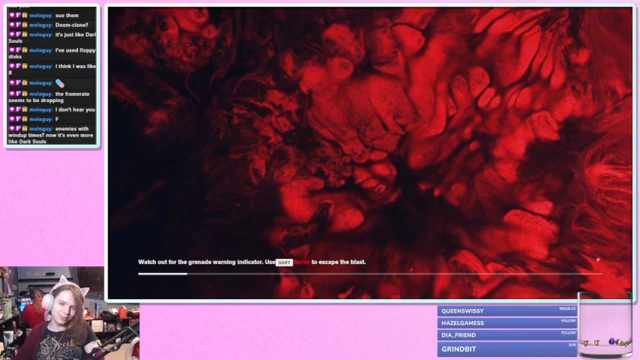 meloguy: sue them
meloguy: Doom-clone?
meloguy: it's just like Dark
Souls
meloguy: I've used floppy
disks
meloguy: I think I was like
8
meloguy:
meloguy: the framerate
seems to be dropping
meloguy: I don't hear you
meloguy: F
meloguy: enemies with
windup times? now it's even more
like Dark Souls
Watch out for the grenade warning indicator. Use SHIFT to escape the blast.
QUEENSWISSY
HAZELGAMESS FOLLOW
DIA_FRIEND FOLLOW
GRINDBIT SUB